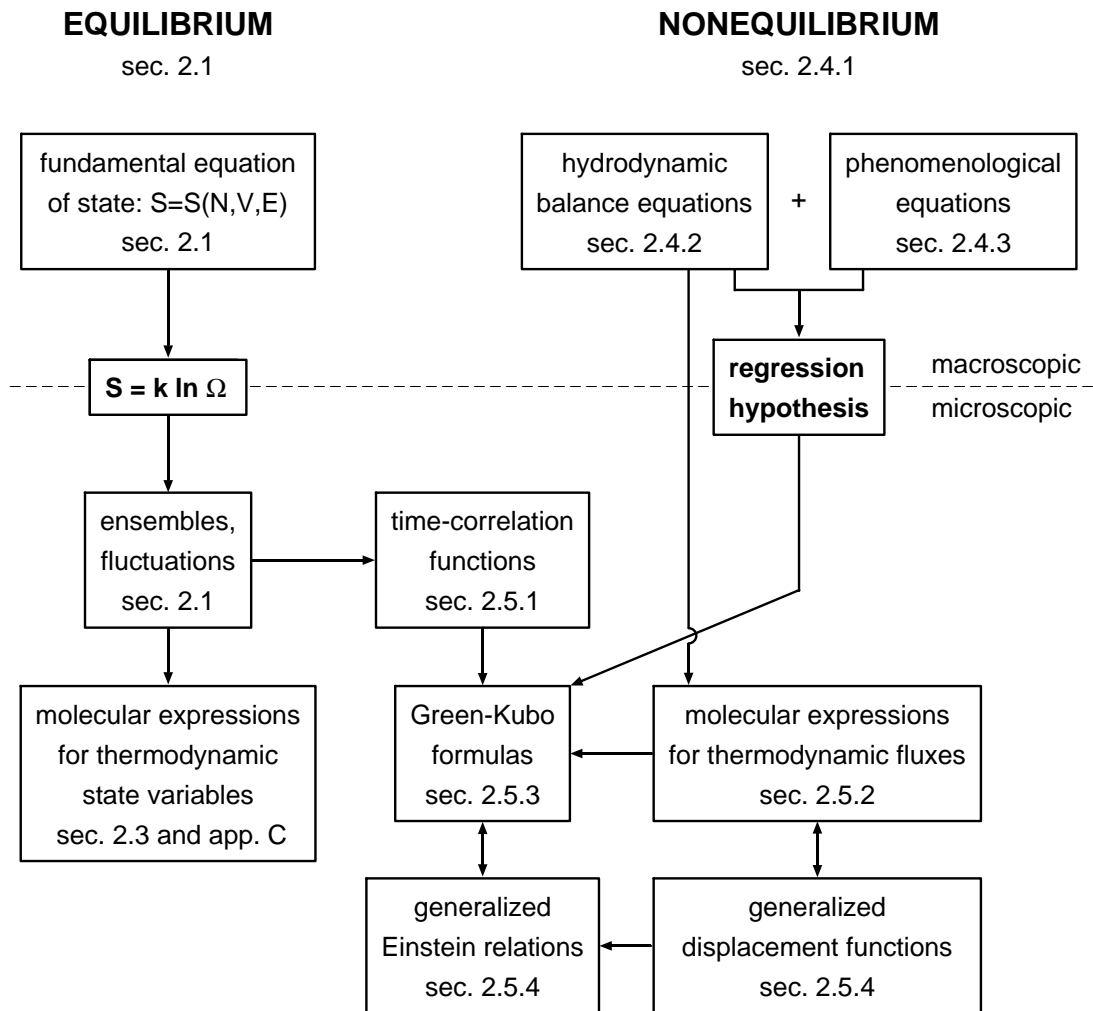 EQUILIBRIUM
sec. 2.1
NONEQUILIBRIUM
sec. 2.4.1
fundamental equation
of state: S=S(N,V,E)
sec. 2.1
hydrodynamic
balance equations
sec. 2.4.2
+
phenomenological
equations
sec. 2.4.3
S = k ln Ω
regression
hypothesis
macroscopic
microscopic
ensembles,
fluctuations
sec. 2.1
time-correlation
functions
sec. 2.5.1
molecular expressions
for thermodynamic
state variables
sec. 2.3 and app. C
Green-Kubo
formulas
sec. 2.5.3
molecular expressions
for thermodynamic fluxes
sec. 2.5.2
generalized
Einstein relations
sec. 2.5.4
generalized
displacement functions
sec. 2.5.4